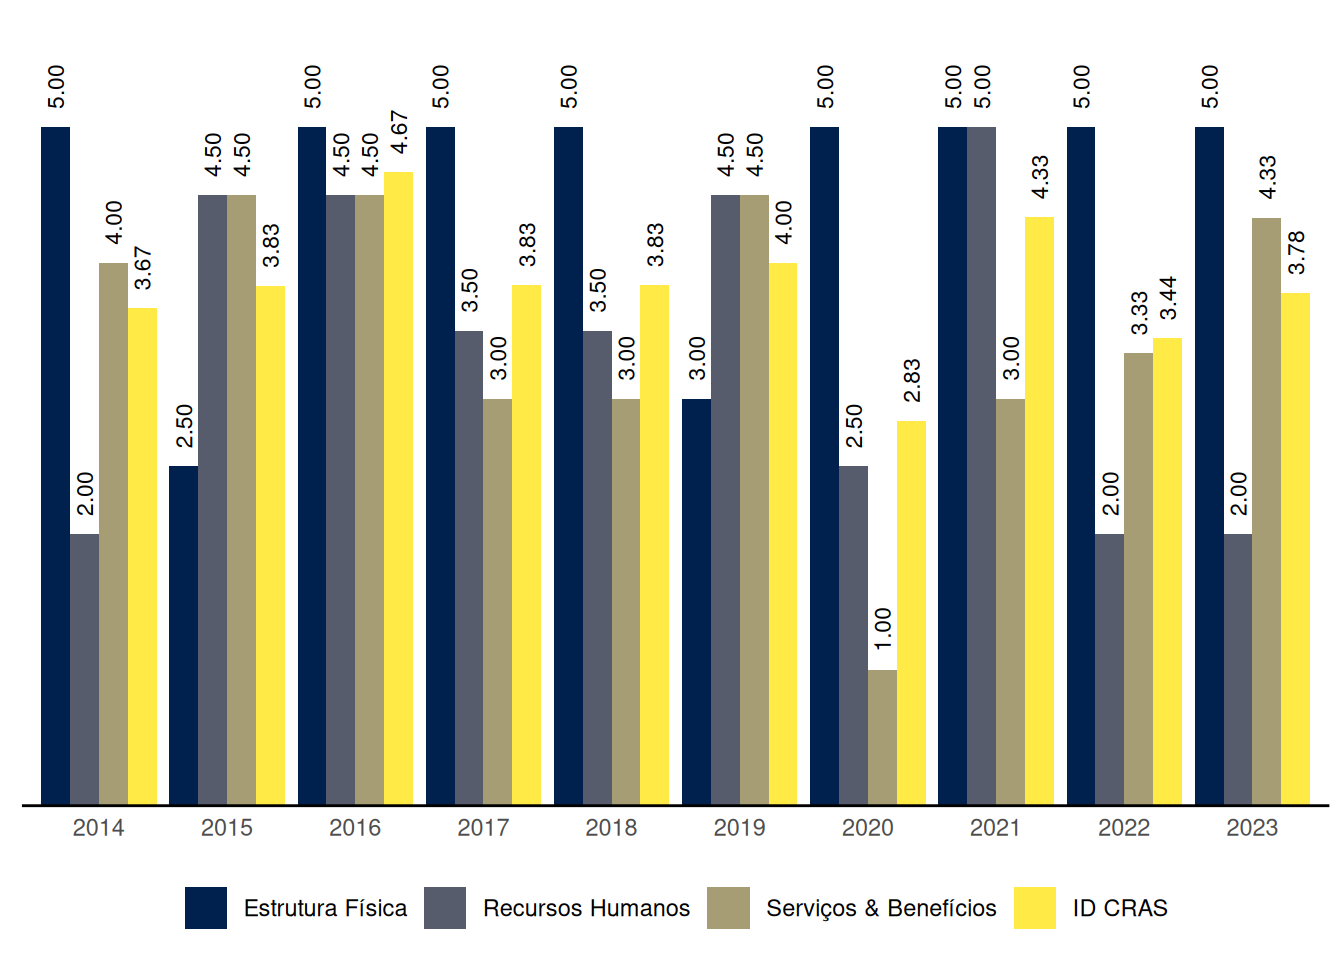 5.00 2.00 4.00 3.67
2.50 4.50 4.50 3.83
5.00 4.50 4.50 4.67
5.00 3.50 3.00 3.83
5.00 3.50 3.00 3.83
3.00 4.50 4.50 4.00
5.00 2.50 1.00 2.83
5.00 5.00 3.00 4.33
5.00 2.00 3.33 3.44
5.00 2.00 4.33 3.78
2014 2015 2016 2017 2018 2019 2020 2021 2022 2023
Estrutura Física Recursos Humanos Serviços & Benefícios ID CRAS